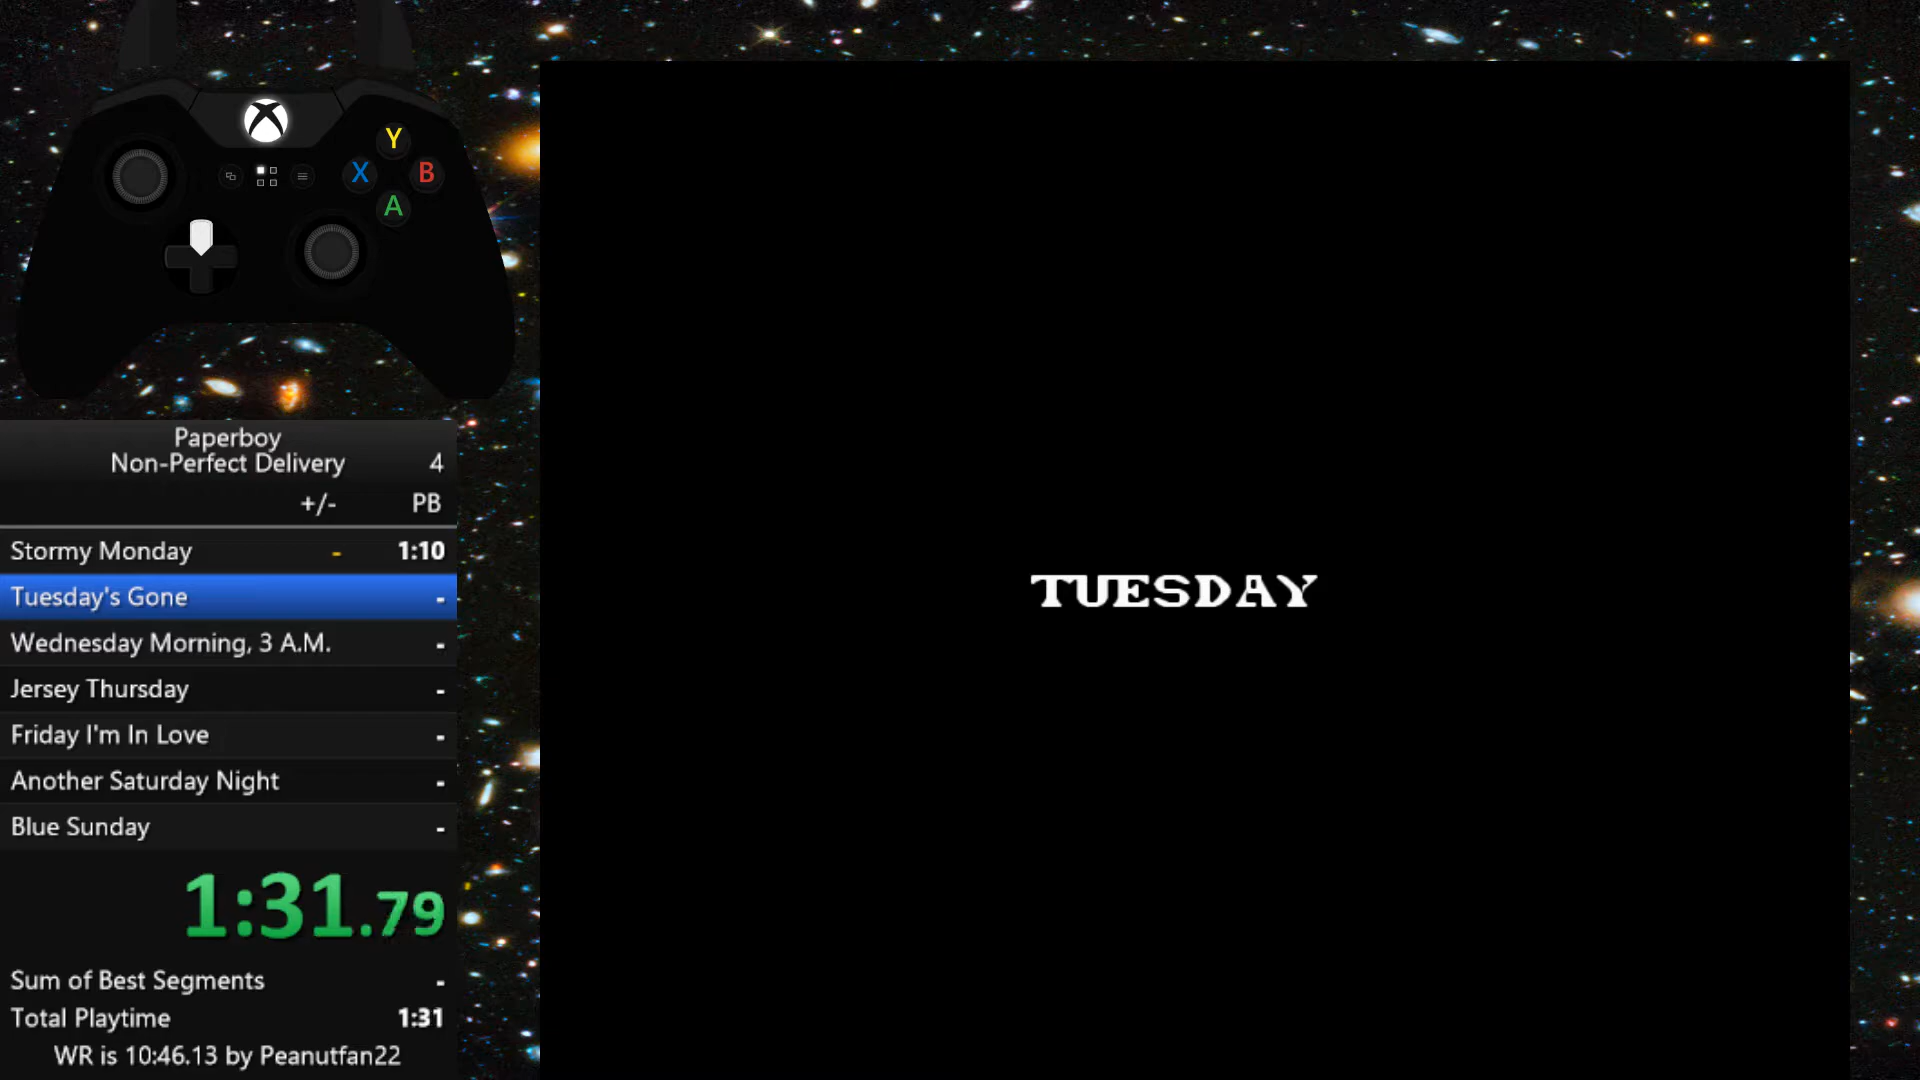 Y
X B
A
Paperboy
Non-Perfect Delivery 4
+/- PB
Stormy Monday - 1:10
Tuesday's Gone -
Wednesday Morning, 3 A.M. -
Jersey Thursday -
Friday I'm In Love -
Another Saturday Night -
Blue Sunday -
1:31.79
Sum of Best Segments -
Total Playtime 1:31
WR is 10:46.13 by Peanutfan22
TUESDAY